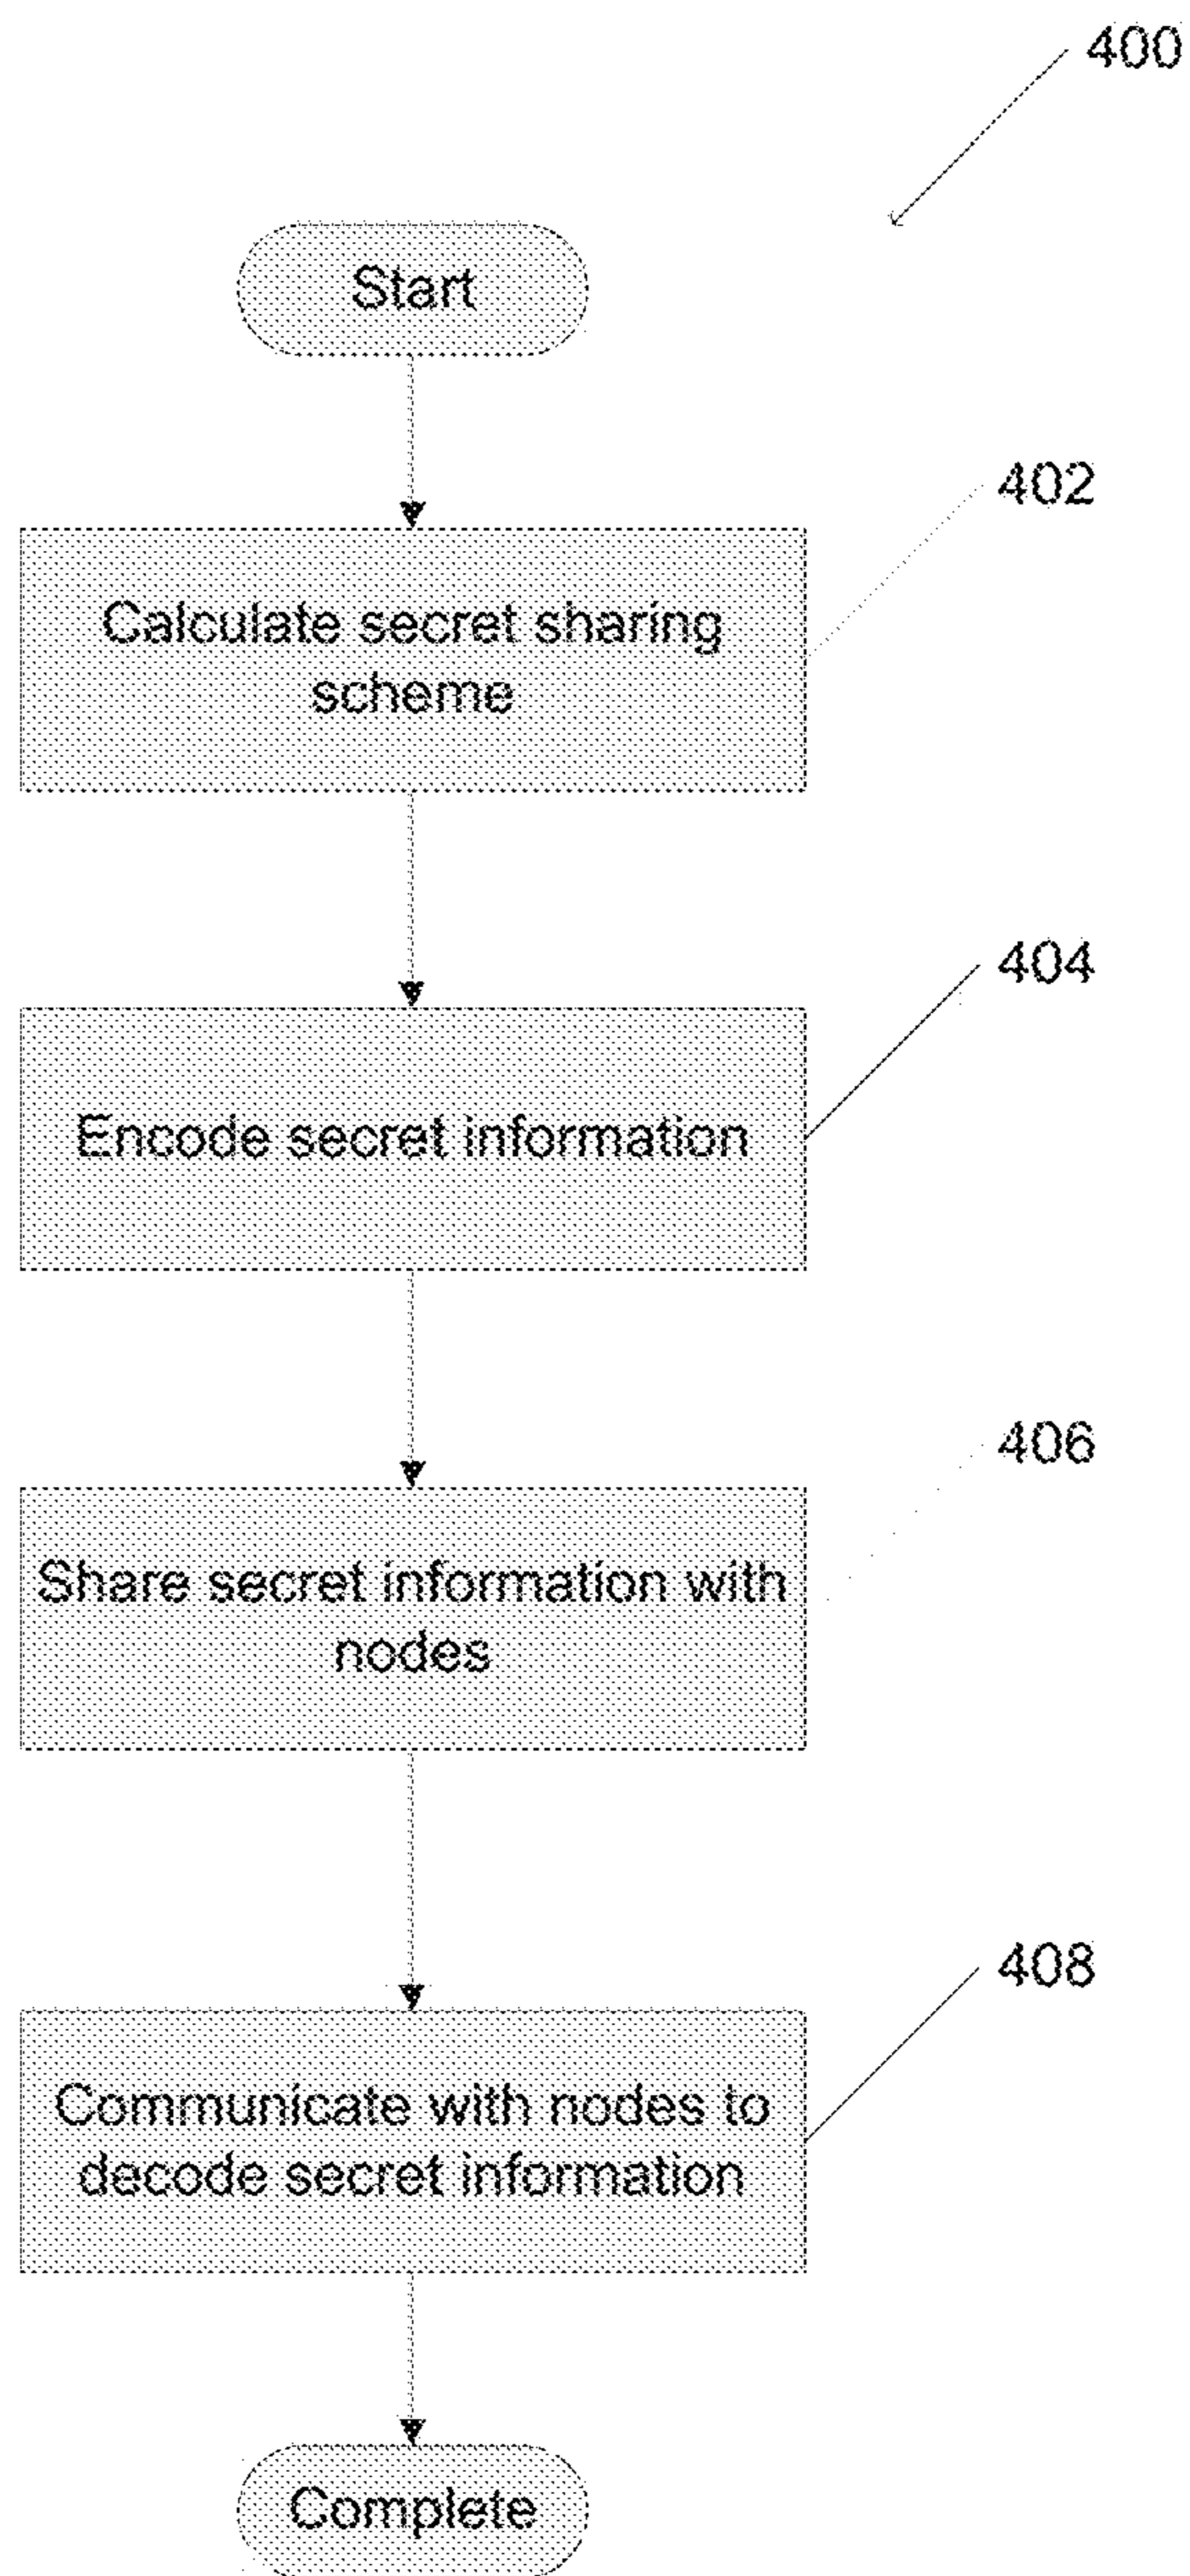 400
Start
402
Calculate secret sharing
scheme
404
Encode secret information
406
Share secret information with
nodes
408
Communicate with nodes to
decode secret information
Complete